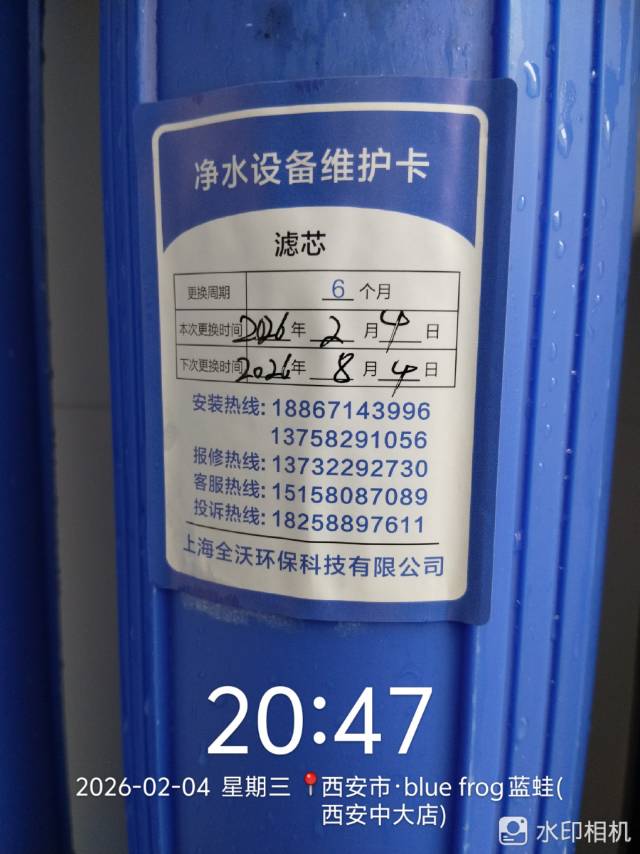 净水设备维护卡
滤芯
更换周期 6 个月
本次更换时间 2026 年 2 月 4 日
下次更换时间 2026 年 8 月 4 日
安装热线: 18867143996
13758291056
报修热线: 13732292730
客服热线: 15158087089
投诉热线: 18258897611
上海全沃环保科技有限公司
20:47
2026-02-04 星期三 西安市·blue frog蓝蛙(
西安中大店)
水印相机